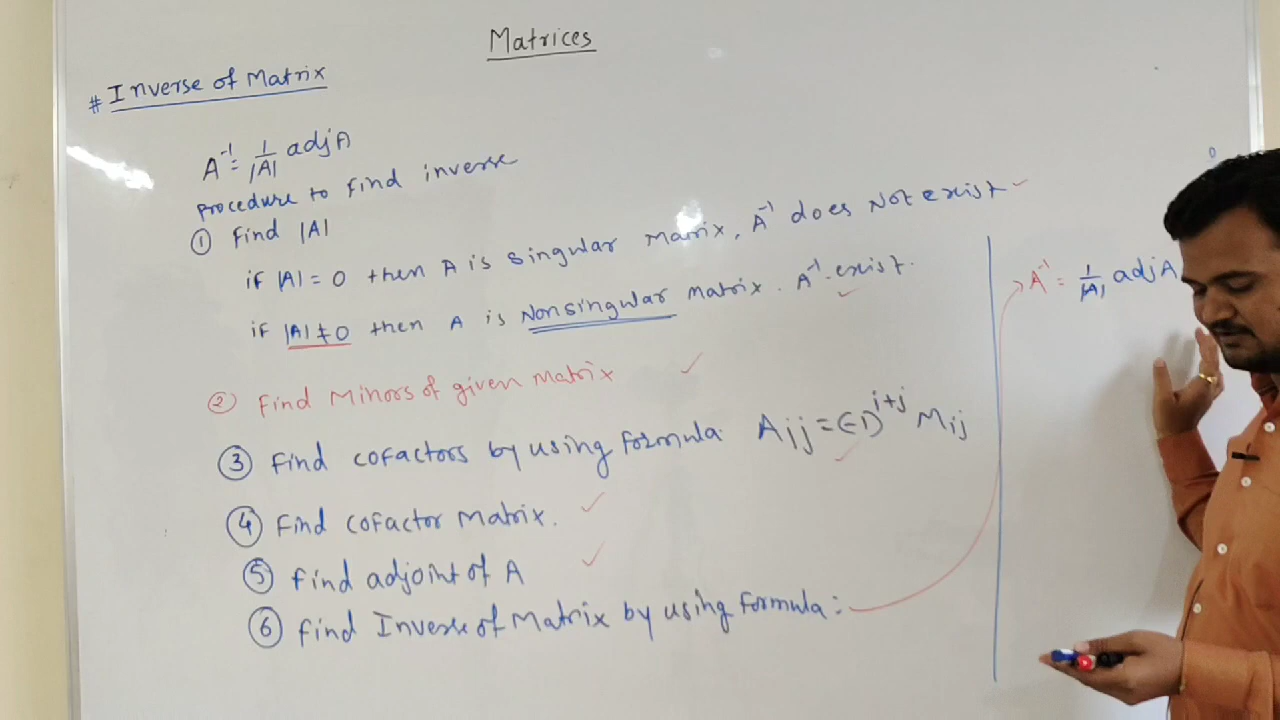 Matrices
# Inverse of Matrix
A⁻¹ = 1/|A| adj A
Procedure to find inverse
① Find |A|
if |A| = 0 then A is singular Matrix, A⁻¹ does Not exist
if |A| ≠ 0 then A is Nonsingular Matrix. A⁻¹ exist.
② Find Minors of given Matrix
③ Find cofactors by using formula. Aij = (-1)^i+j Mij
④ Find cofactor Matrix.
⑤ Find adjoint of A
⑥ find Inverse of Matrix by using formula:
A⁻¹ = 1/|A| adj A